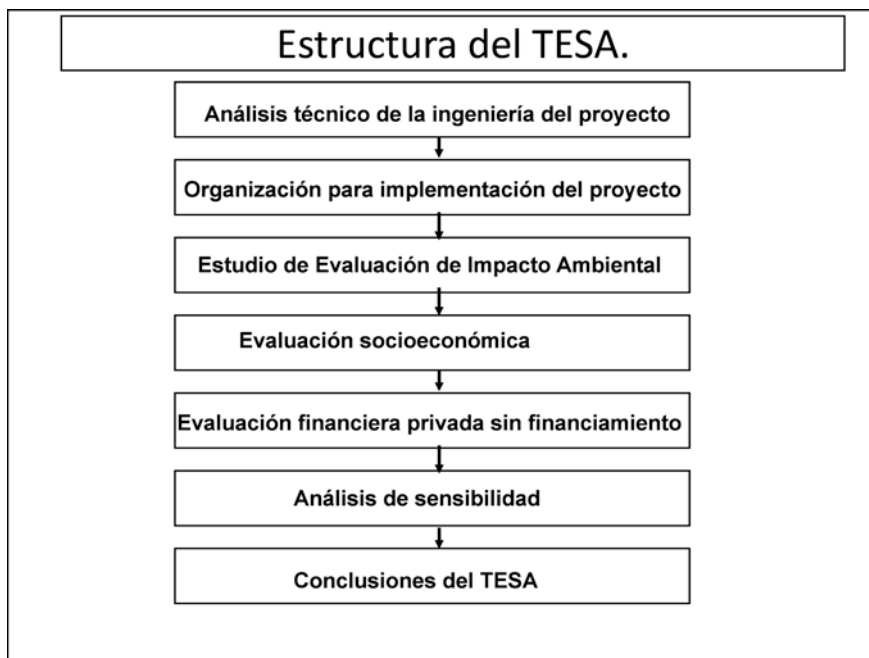 Estructura del TESA.
Análisis técnico de la ingeniería del proyecto
Organización para implementación del proyecto
Estudio de Evaluación de Impacto Ambiental
Evaluación socioeconómica
Evaluación financiera privada sin financiamiento
Análisis de sensibilidad
Conclusiones del TESA